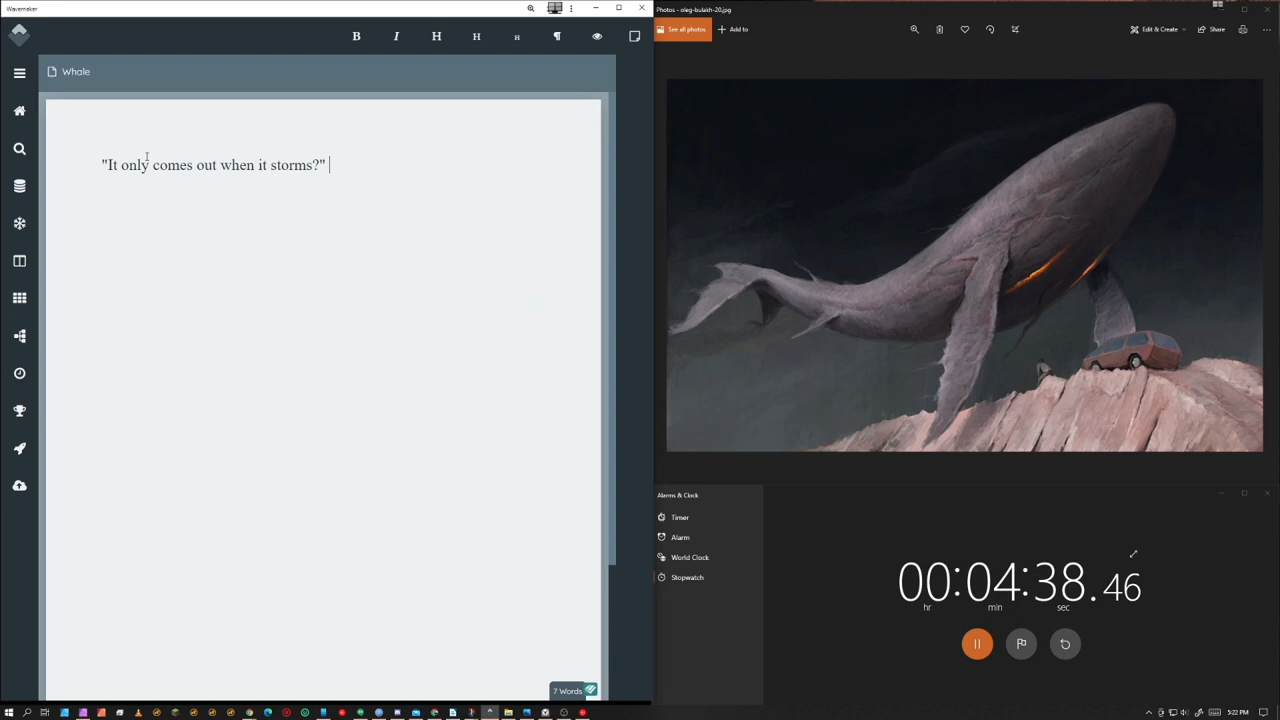 Wavemaker
B I H H H ¶
Whale
"It only comes out when it storms?"
7 Words
Photos - oleg-bulakh-20.jpg
See all photos
Add to
Edit & Create
Share
Alarms & Clock
Timer
Alarm
World Clock
Stopwatch
00:04:38.46
hr min sec
5:22 PM